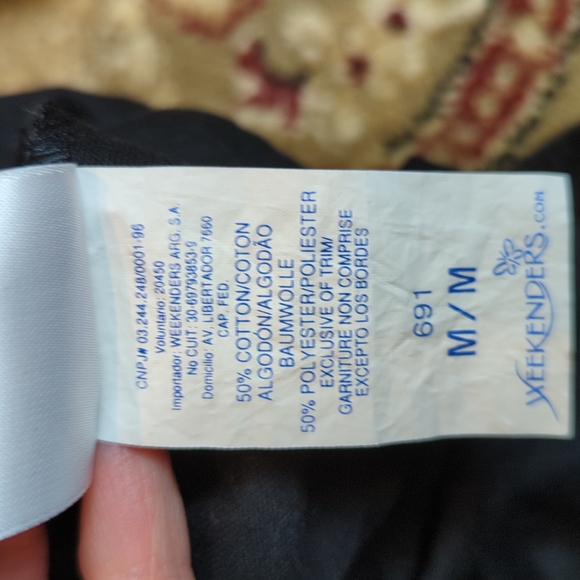 CNPJ# 03.244.248/0001-96
Voluntario: 20450
Importador: WEEKENDERS ARG. S.A.
No CUIT: 30-69793853-9
Domicilio: AV. LIBERTADOR 7660
CAP. FED.
50% COTTON/COTON
ALGODON/ALGODÃO
BAUMWOLLE
50% POLYESTER/POLIESTER
EXCLUSIVE OF TRIM/
GARNITURE NON COMPRISE
EXCEPTO LOS BORDES
691
M/M
WEEKENDERS.COM